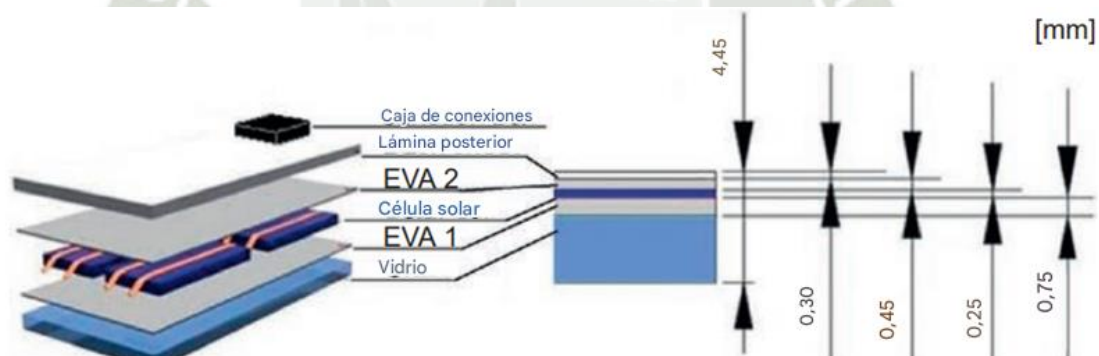 [mm]
4,45
Caja de conexiones
Lámina posterior
EVA 2
Célula solar
EVA 1
Vidrio
0,30
0,45
0,25
0,75